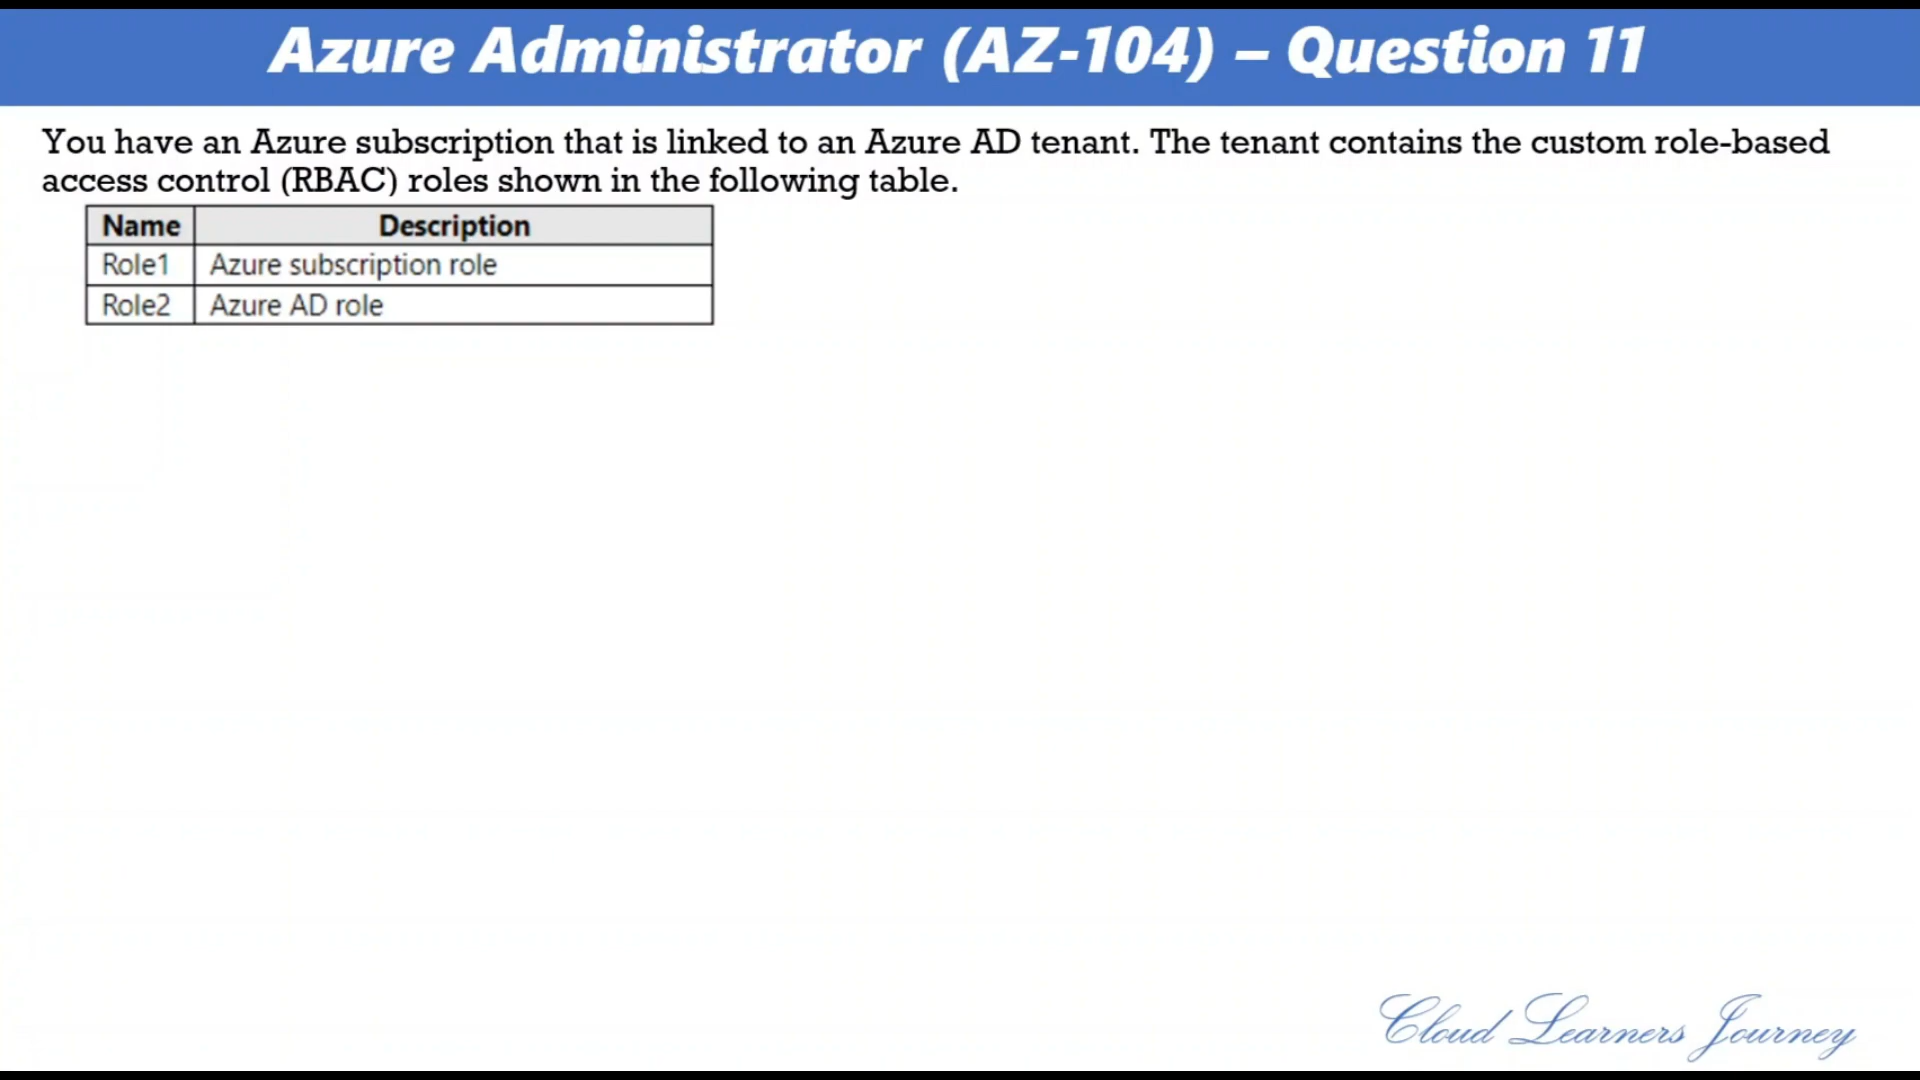 Azure Administrator (AZ-104) – Question 11
You have an Azure subscription that is linked to an Azure AD tenant. The tenant contains the custom role-based
access control (RBAC) roles shown in the following table.
Name Description
Role1 Azure subscription role
Role2 Azure AD role
Cloud Learners Journey